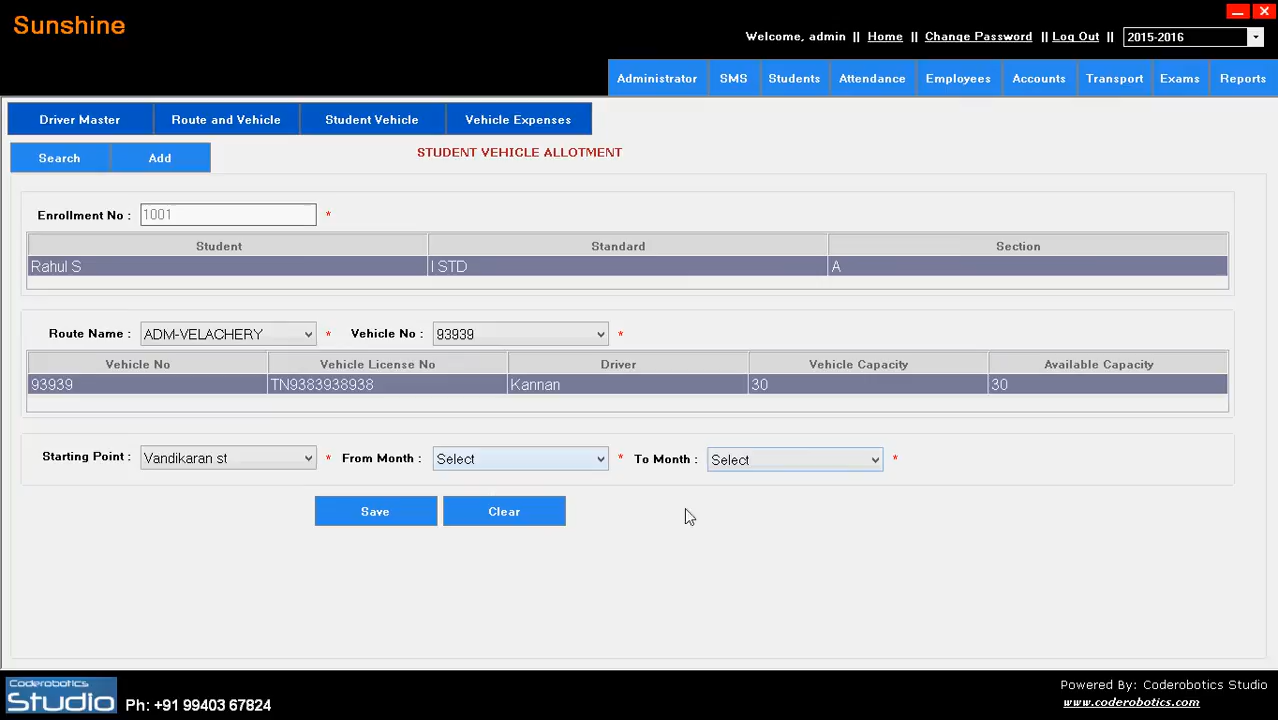 Sunshine
Welcome, admin || Home || Change Password || Log Out || 2015-2016
Administrator SMS Students Attendance Employees Accounts Transport Exams Reports
Driver Master Route and Vehicle Student Vehicle Vehicle Expenses
Search Add STUDENT VEHICLE ALLOTMENT
Enrollment No : 1001 *
Student Standard Section
Rahul S I STD A
Route Name : ADM-VELACHERY * Vehicle No : 93939 *
Vehicle No Vehicle License No Driver Vehicle Capacity Available Capacity
93939 TN9383938938 Kannan 30 30
Starting Point : Vandikaran st * From Month : Select * To Month : Select *
Save Clear
Coderobotics
Studio
Ph: +91 99403 67824
Powered By: Coderobotics Studio
www.coderobotics.com